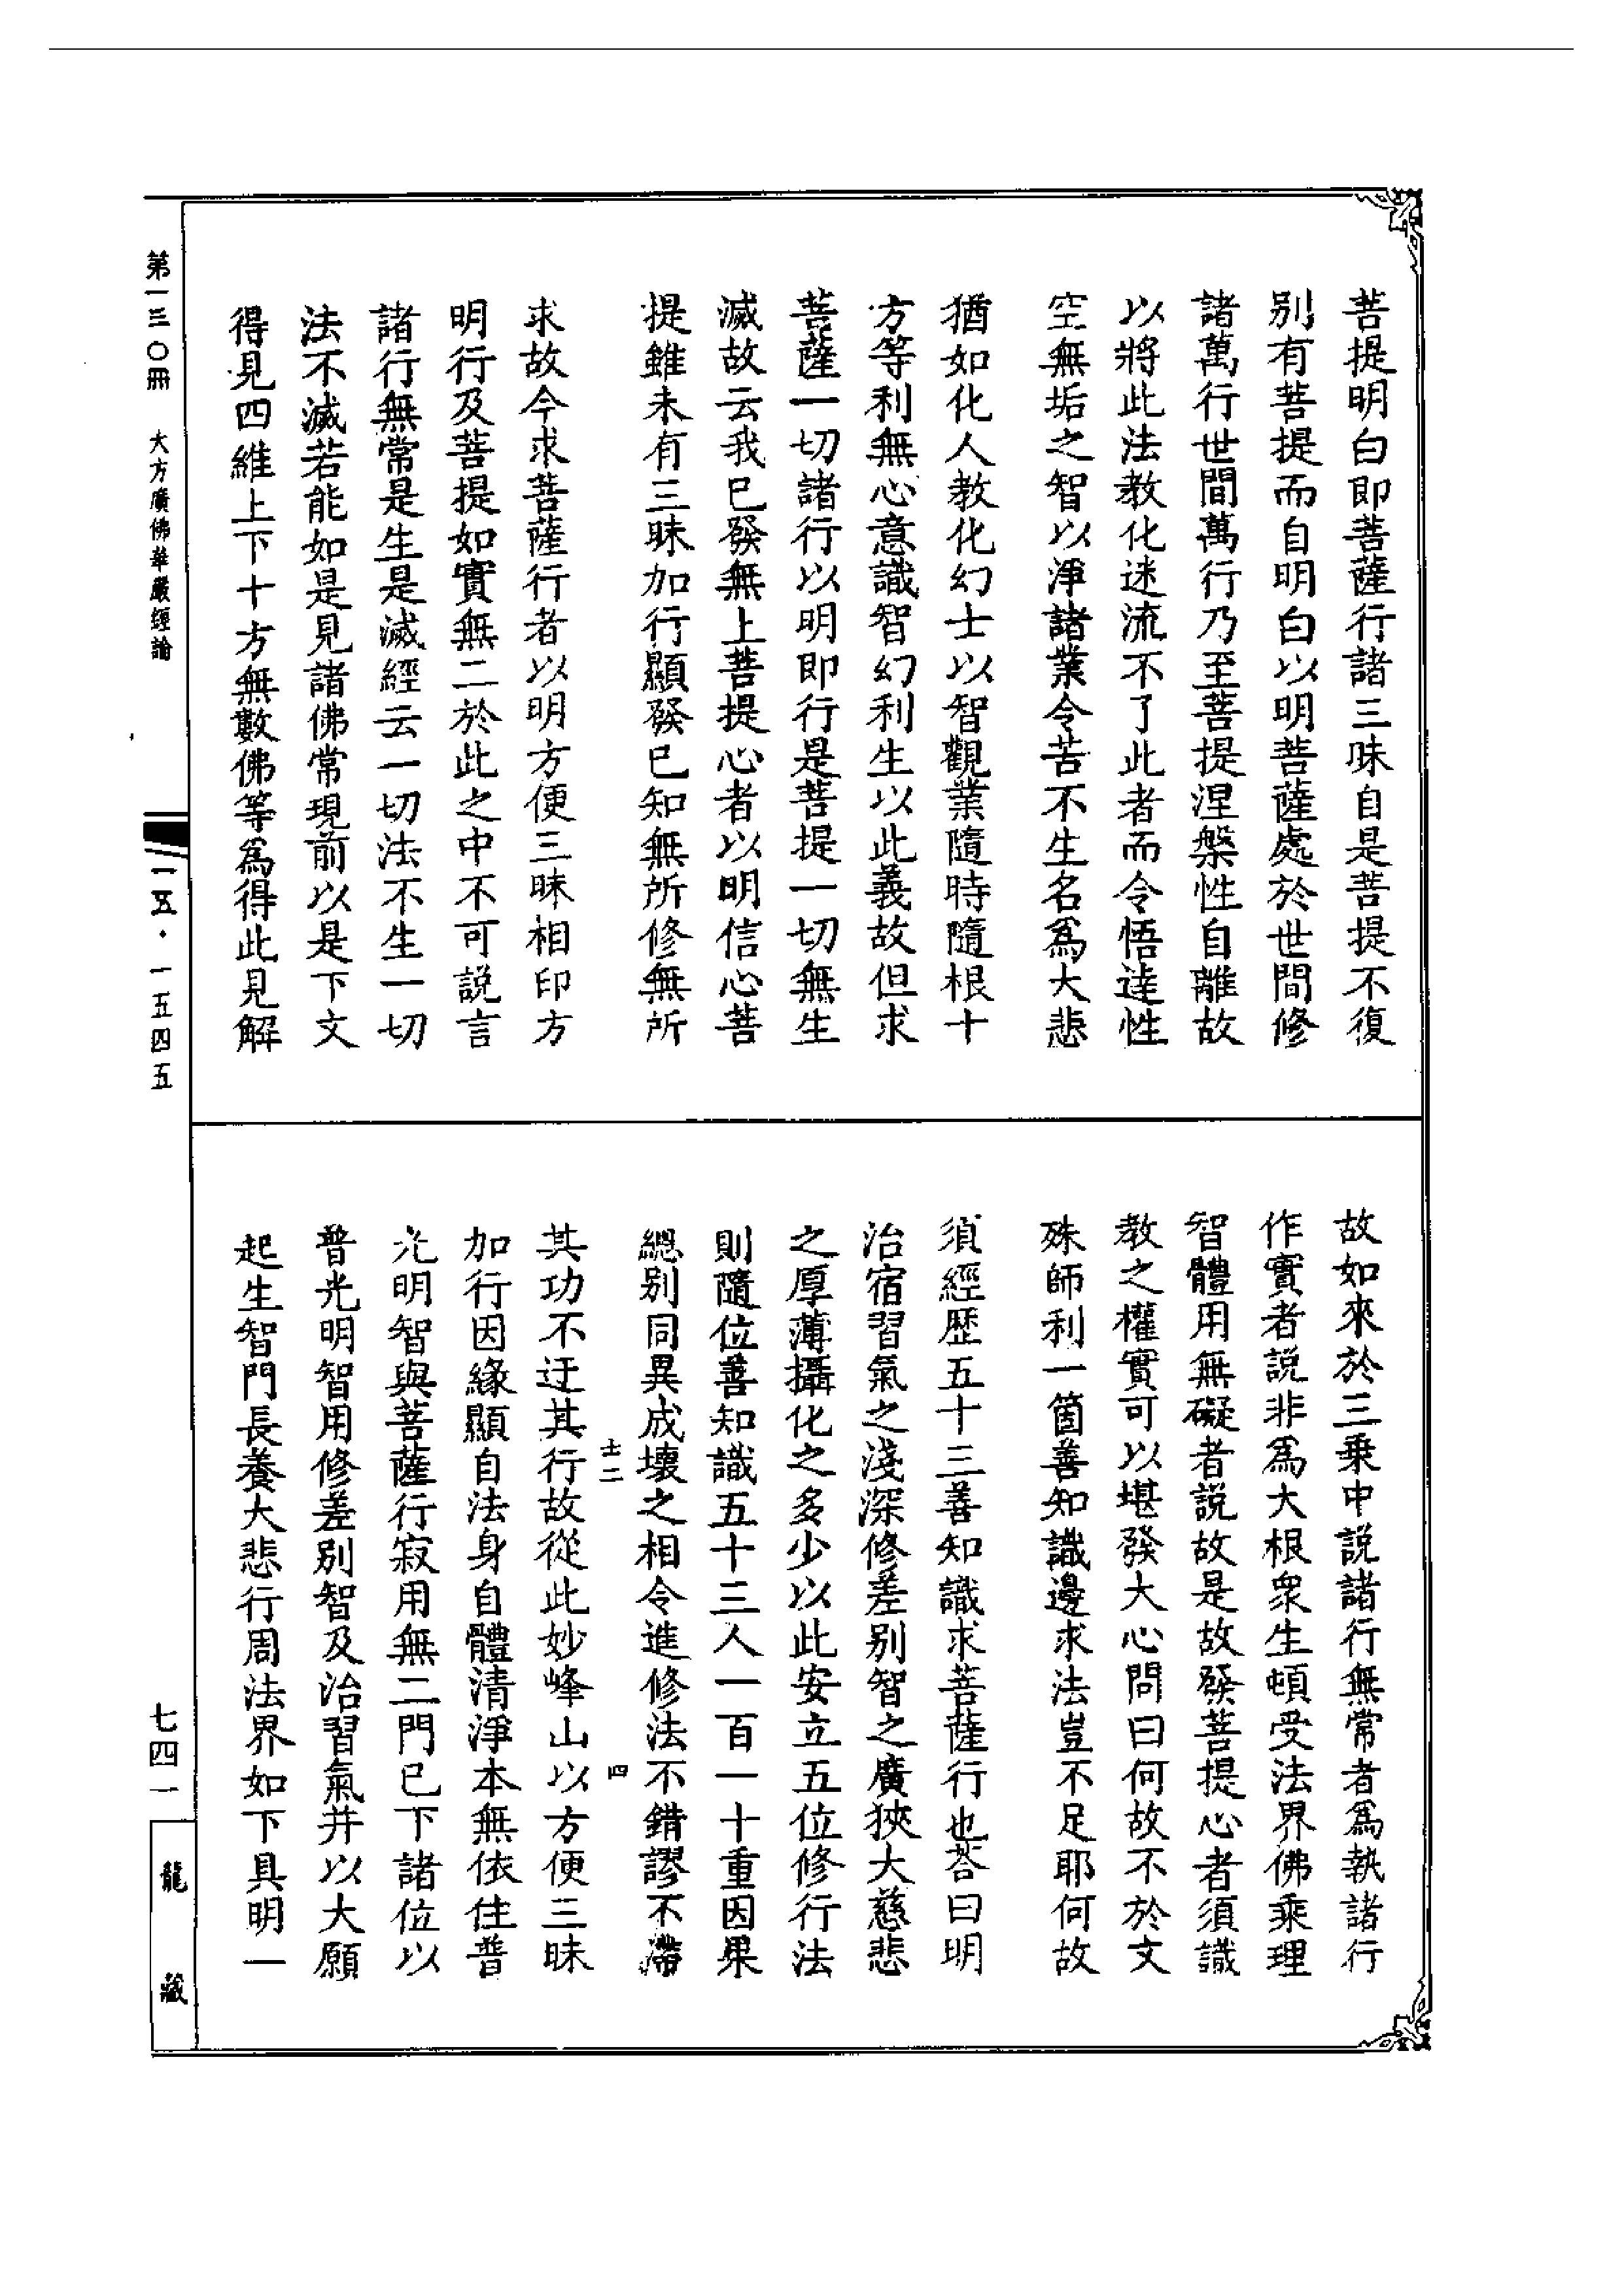 菩提明白即菩薩行諸三昧自是菩提不復
別有菩提而自明白以明菩薩處於世間修
諸萬行世間萬行乃至菩提涅槃性自離故
以將此法教化迷流不了此者而令悟達性
空無垢之智以淨諸業令苦不生名為大悲
猶如化人教化幻士以智觀業隨時隨根十
方等利無心意識智幻利生以此義故但求
菩薩一切諸行以明即行是菩提一切無生
滅故云我已發無上菩提心者以明信心菩
提雖未有三昧加行顯發已知無所修無所
求故今求菩薩行者以明方便三昧相印方
明行及菩提如實無二於此之中不可説言
諸行無常是生是滅經云一切法不生一切
法不滅若能如是見諸佛常現前以是下文
得見四維上下十方無數佛等為得此見解
故如來於三乗中説諸行無常者為執諸行
作實者説非為大根衆生頓受法界佛乗理
智體用無礙者説故是故發菩提心者須識
教之權實可以堪發大心問曰何故不於文
殊師利一箇善知識邊求法豈不足耶何故
須經歷五十三善知識求菩薩行也荅曰明
治宿習氣之淺深修差別智之廣狹大慈悲
之厚薄攝化之多少以此安立五位修行法
則隨位善知識五十三人一百一十重因果
總別同異成壞之相令進修法不錯謬不滯
其功不迂其行故從此妙峰山以方便三昧
加行因緣顯自法身自體清淨本無依住普
光明智與菩薩行寂用無二門已下諸位以
普光明智用修差別智及治習氣并以大願
起生智門長養大悲行周法界如下具明一
士二
四
第一三〇冊 大方廣佛華嚴經論
一五·一五四五
七四一
龍藏